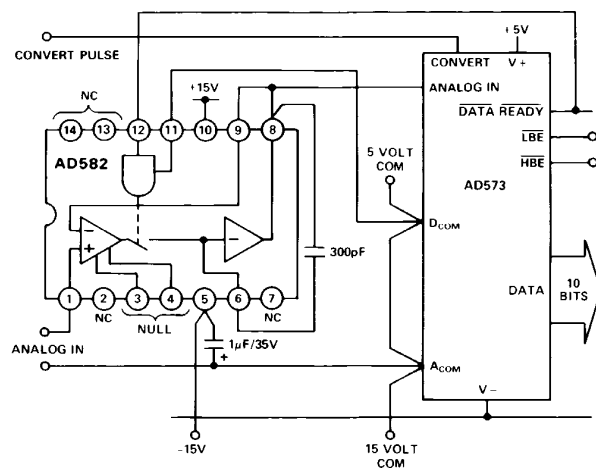 +5V
CONVERT PULSE
CONVERT
V+
+15V
ANALOG IN
NC
DATA READY
14 13 12 11 10 9 8
LBE
AD582
5 VOLT
COM
HBE
AD573
DCOM
300pF
DATA
10
BITS
1 2 3 4 5 6 7
NC
NULL
NC
ANALOG IN
1μF/35V
+
ACOM
V-
-15V
15 VOLT
COM